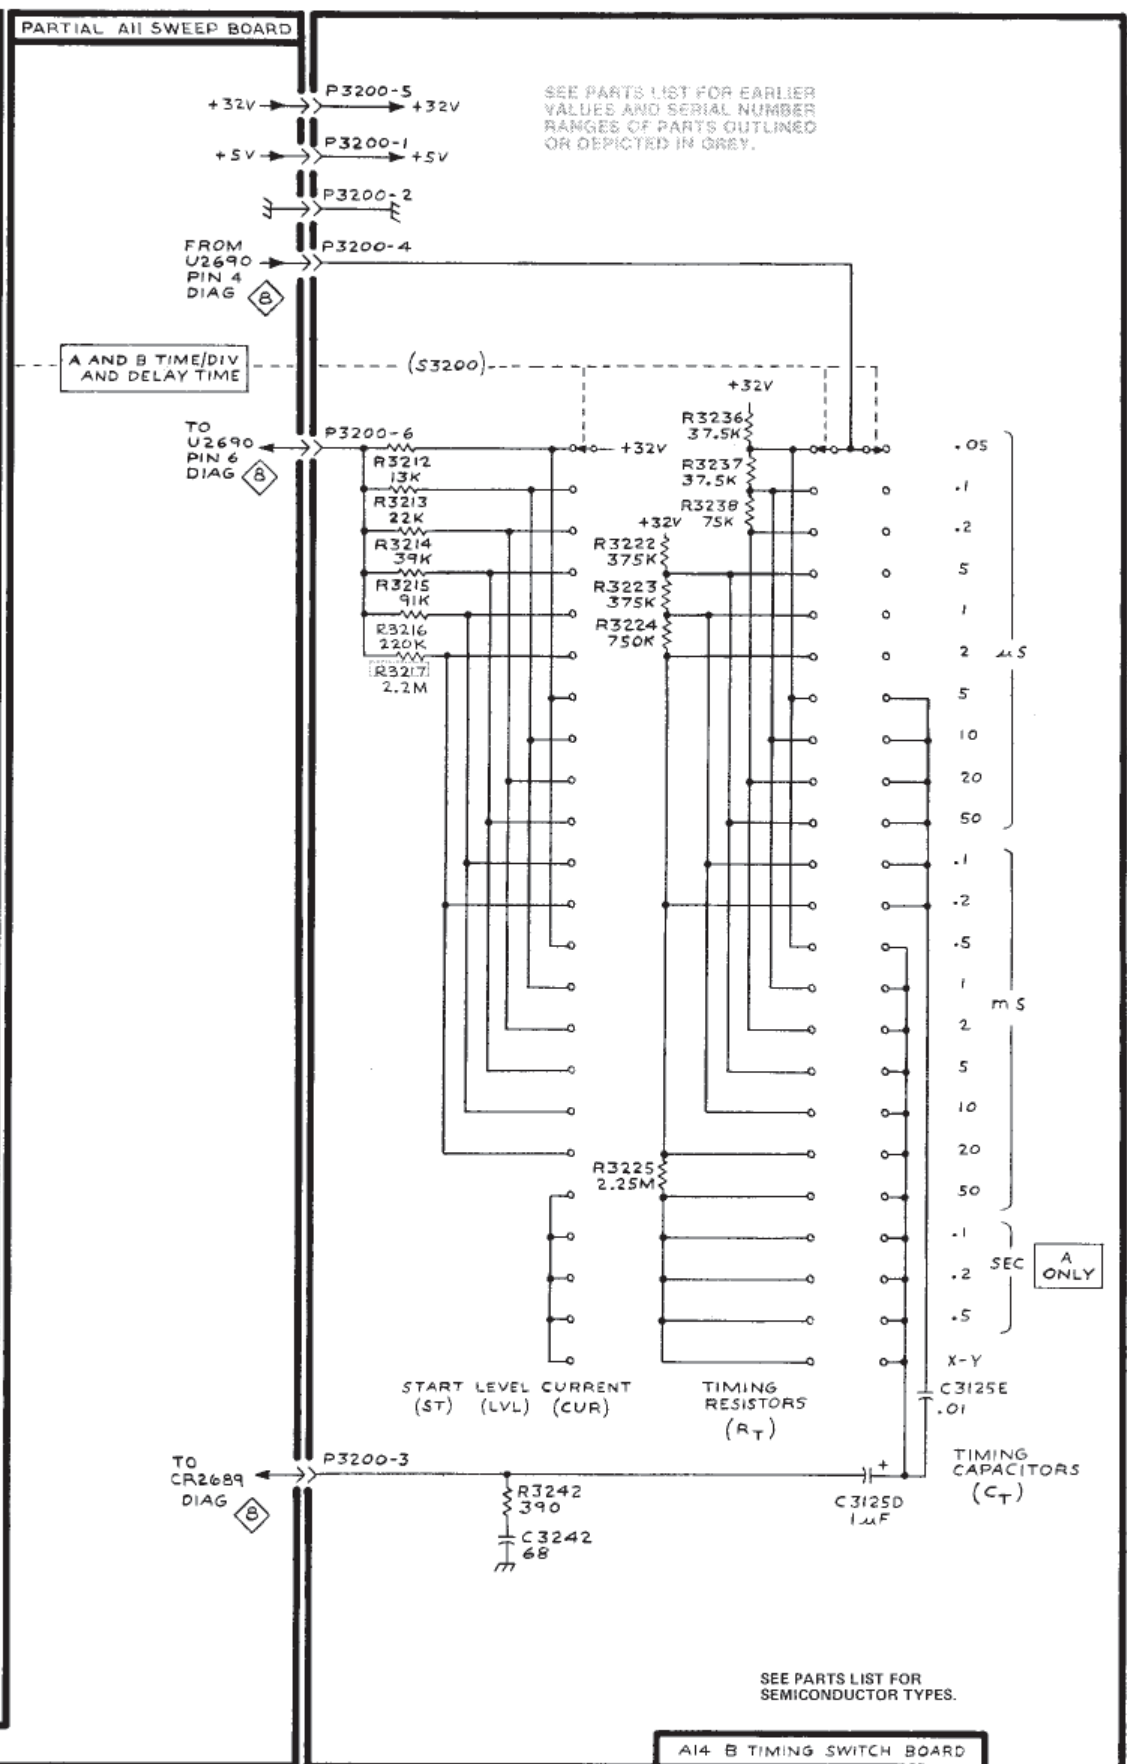 PARTIAL A11 SWEEP BOARD
P3200-5
+32V
+32V
SEE PARTS LIST FOR EARLIER
VALUES AND SERIAL NUMBER
RANGES OF PARTS OUTLINED
OR DEPICTED IN GREY.
P3200-1
+5V
+5V
P3200-2
P3200-4
FROM
U2690
PIN 4
DIAG
8
A AND B TIME/DIV
AND DELAY TIME
(S3200)
+32V
TO
U2690
PIN 6
DIAG
8
P3200-6
R3212
13K
R3213
22K
R3214
39K
R3215
91K
R3216
220K
R3217
2.2M
+32V
R3236
37.5K
R3237
37.5K
R3238
75K
+32V
R3222
375K
R3223
375K
R3224
750K
.05
.1
.2
5
1
2
5
10
20
50
μS
.1
.2
.5
1
2
5
10
20
50
mS
R3225
2.25M
.1
.2
.5
SEC
A
ONLY
X-Y
START LEVEL CURRENT
(ST) (LVL) (CUR)
TIMING
RESISTORS
(RT)
C3125E
.01
TO
CR2689
DIAG
8
P3200-3
R3242
390
C3242
68
+
C3125D
1μF
TIMING
CAPACITORS
(CT)
SEE PARTS LIST FOR
SEMICONDUCTOR TYPES.
A14 B TIMING SWITCH BOARD